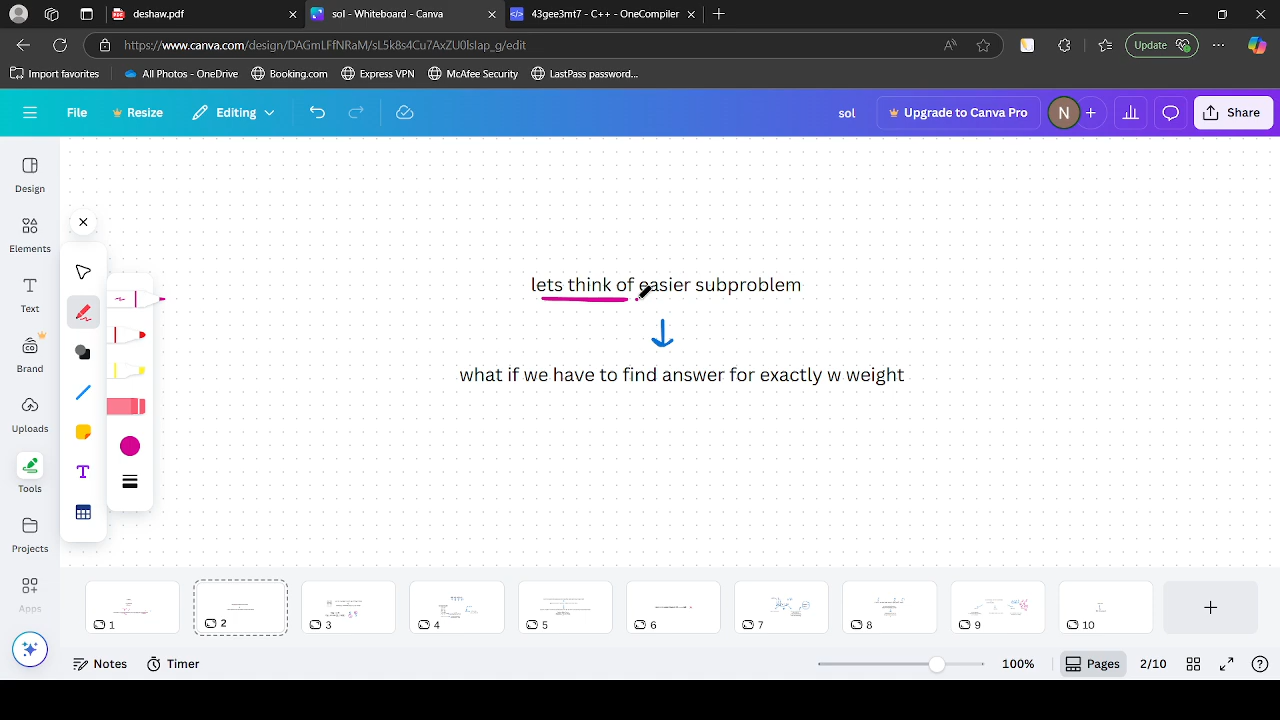 deshaw.pdf
sol - Whiteboard - Canva
43gee3mt7 - C++ - OneCompiler
https://www.canva.com/design/DAGmLFfNRaM/sL5k8s4Cu7AxZU0lslap_g/edit
Update
Import favorites
All Photos - OneDrive
Booking.com
Express VPN
McAfee Security
LastPass password...
File
Resize
Editing
sol
Upgrade to Canva Pro
N
Share
Design
Elements
Text
Brand
Uploads
Tools
Projects
Apps
lets think of easier subproblem
what if we have to find answer for exactly w weight
1
2
3
4
5
6
7
8
9
10
Notes
Timer
100%
Pages
2/10